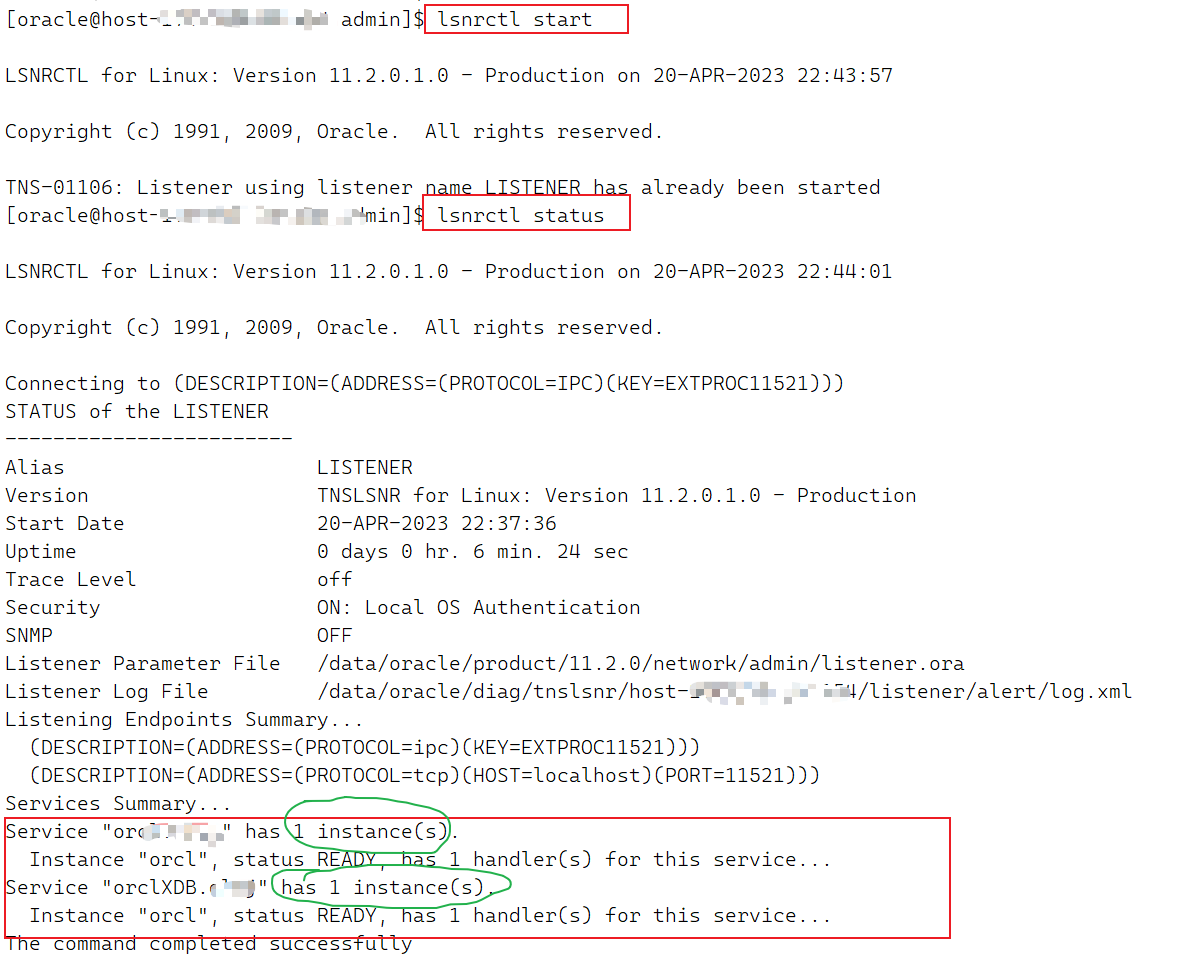 [oracle@host- admin]$ lsnrctl start
LSNRCTL for Linux: Version 11.2.0.1.0 - Production on 20-APR-2023 22:43:57
Copyright (c) 1991, 2009, Oracle.  All rights reserved.
TNS-01106: Listener using listener name LISTENER has already been started
[oracle@host- admin]$ lsnrctl status
LSNRCTL for Linux: Version 11.2.0.1.0 - Production on 20-APR-2023 22:44:01
Copyright (c) 1991, 2009, Oracle.  All rights reserved.
Connecting to (DESCRIPTION=(ADDRESS=(PROTOCOL=IPC)(KEY=EXTPROC11521)))
STATUS of the LISTENER
------------------------
Alias                     LISTENER
Version                   TNSLSNR for Linux: Version 11.2.0.1.0 - Production
Start Date                20-APR-2023 22:37:36
Uptime                    0 days 0 hr. 6 min. 24 sec
Trace Level               off
Security                  ON: Local OS Authentication
SNMP                      OFF
Listener Parameter File   /data/oracle/product/11.2.0/network/admin/listener.ora
Listener Log File         /data/oracle/diag/tnslsnr/host- /listener/alert/log.xml
Listening Endpoints Summary...
  (DESCRIPTION=(ADDRESS=(PROTOCOL=ipc)(KEY=EXTPROC11521)))
  (DESCRIPTION=(ADDRESS=(PROTOCOL=tcp)(HOST=localhost)(PORT=11521)))
Services Summary...
Service " " has 1 instance(s).
  Instance "orcl", status READY, has 1 handler(s) for this service...
Service "orclXDB. " has 1 instance(s).
  Instance "orcl", status READY, has 1 handler(s) for this service...
The command completed successfully